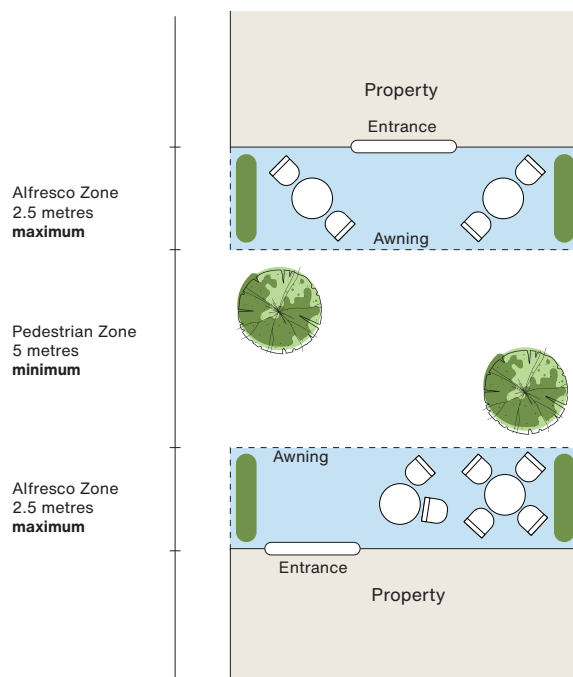 Property
Entrance
Alfresco Zone
2.5 metres
maximum
Awning
Pedestrian Zone
5 metres
minimum
Awning
Alfresco Zone
2.5 metres
maximum
Entrance
Property